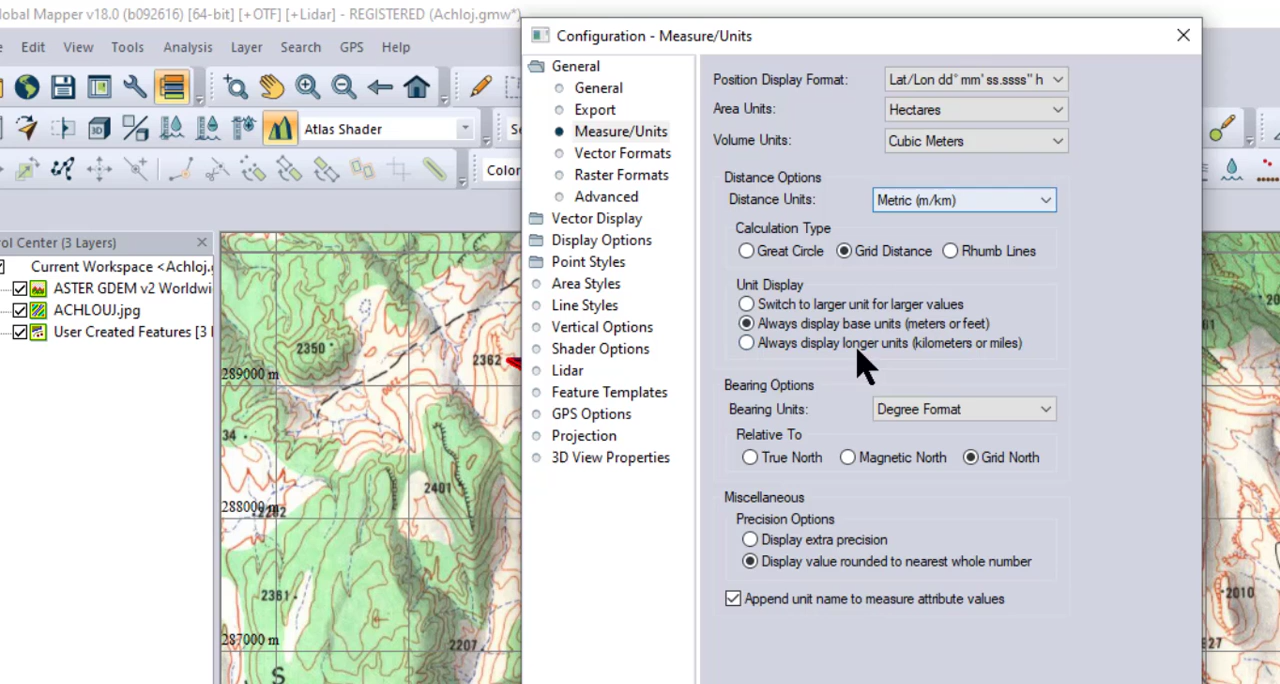 lobal Mapper v18.0 (b092616) [64-bit] [+OTF] [+Lidar] - REGISTERED (Achloj.gmw*)
Edit View Tools Analysis Layer Search GPS Help
Atlas Shader
Color
ol Center (3 Layers)
Current Workspace <Achloj.g
ASTER GDEM v2 Worldwi
ACHLOUJ.jpg
User Created Features [3
2350
2362
289000 m
34
2401
288000 m
2361
287000 m
2207
S
Configuration - Measure/Units
General
General
Export
Measure/Units
Vector Formats
Raster Formats
Advanced
Vector Display
Display Options
Point Styles
Area Styles
Line Styles
Vertical Options
Shader Options
Lidar
Feature Templates
GPS Options
Projection
3D View Properties
Position Display Format: Lat/Lon dd° mm' ss.ssss" h
Area Units: Hectares
Volume Units: Cubic Meters
Distance Options
Distance Units: Metric (m/km)
Calculation Type
Great Circle Grid Distance Rhumb Lines
Unit Display
Switch to larger unit for larger values
Always display base units (meters or feet)
Always display longer units (kilometers or miles)
Bearing Options
Bearing Units: Degree Format
Relative To
True North Magnetic North Grid North
Miscellaneous
Precision Options
Display extra precision
Display value rounded to nearest whole number
Append unit name to measure attribute values
2010
27